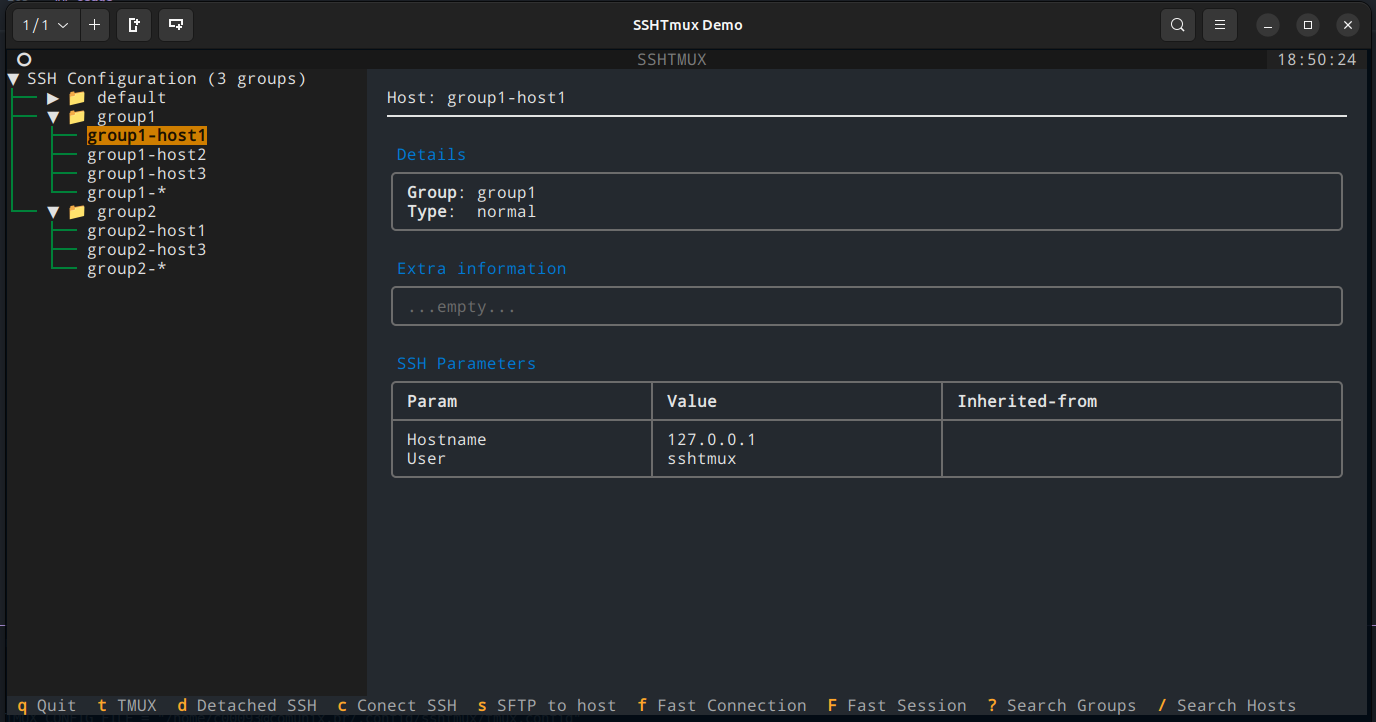 1/1
SSHTmux Demo
SSHTMUX
18:50:24
▼ SSH Configuration (3 groups)
▶ 📁 default
▼ 📁 group1
group1-host1
group1-host2
group1-host3
group1-*
▼ 📁 group2
group2-host1
group2-host3
group2-*
Host: group1-host1
Details
Group: group1
Type: normal
Extra information
...empty...
SSH Parameters
Param Value Inherited-from
Hostname 127.0.0.1
User sshtmux
q Quit t TMUX d Detached SSH c Conect SSH s SFTP to host f Fast Connection F Fast Session ? Search Groups / Search Hosts